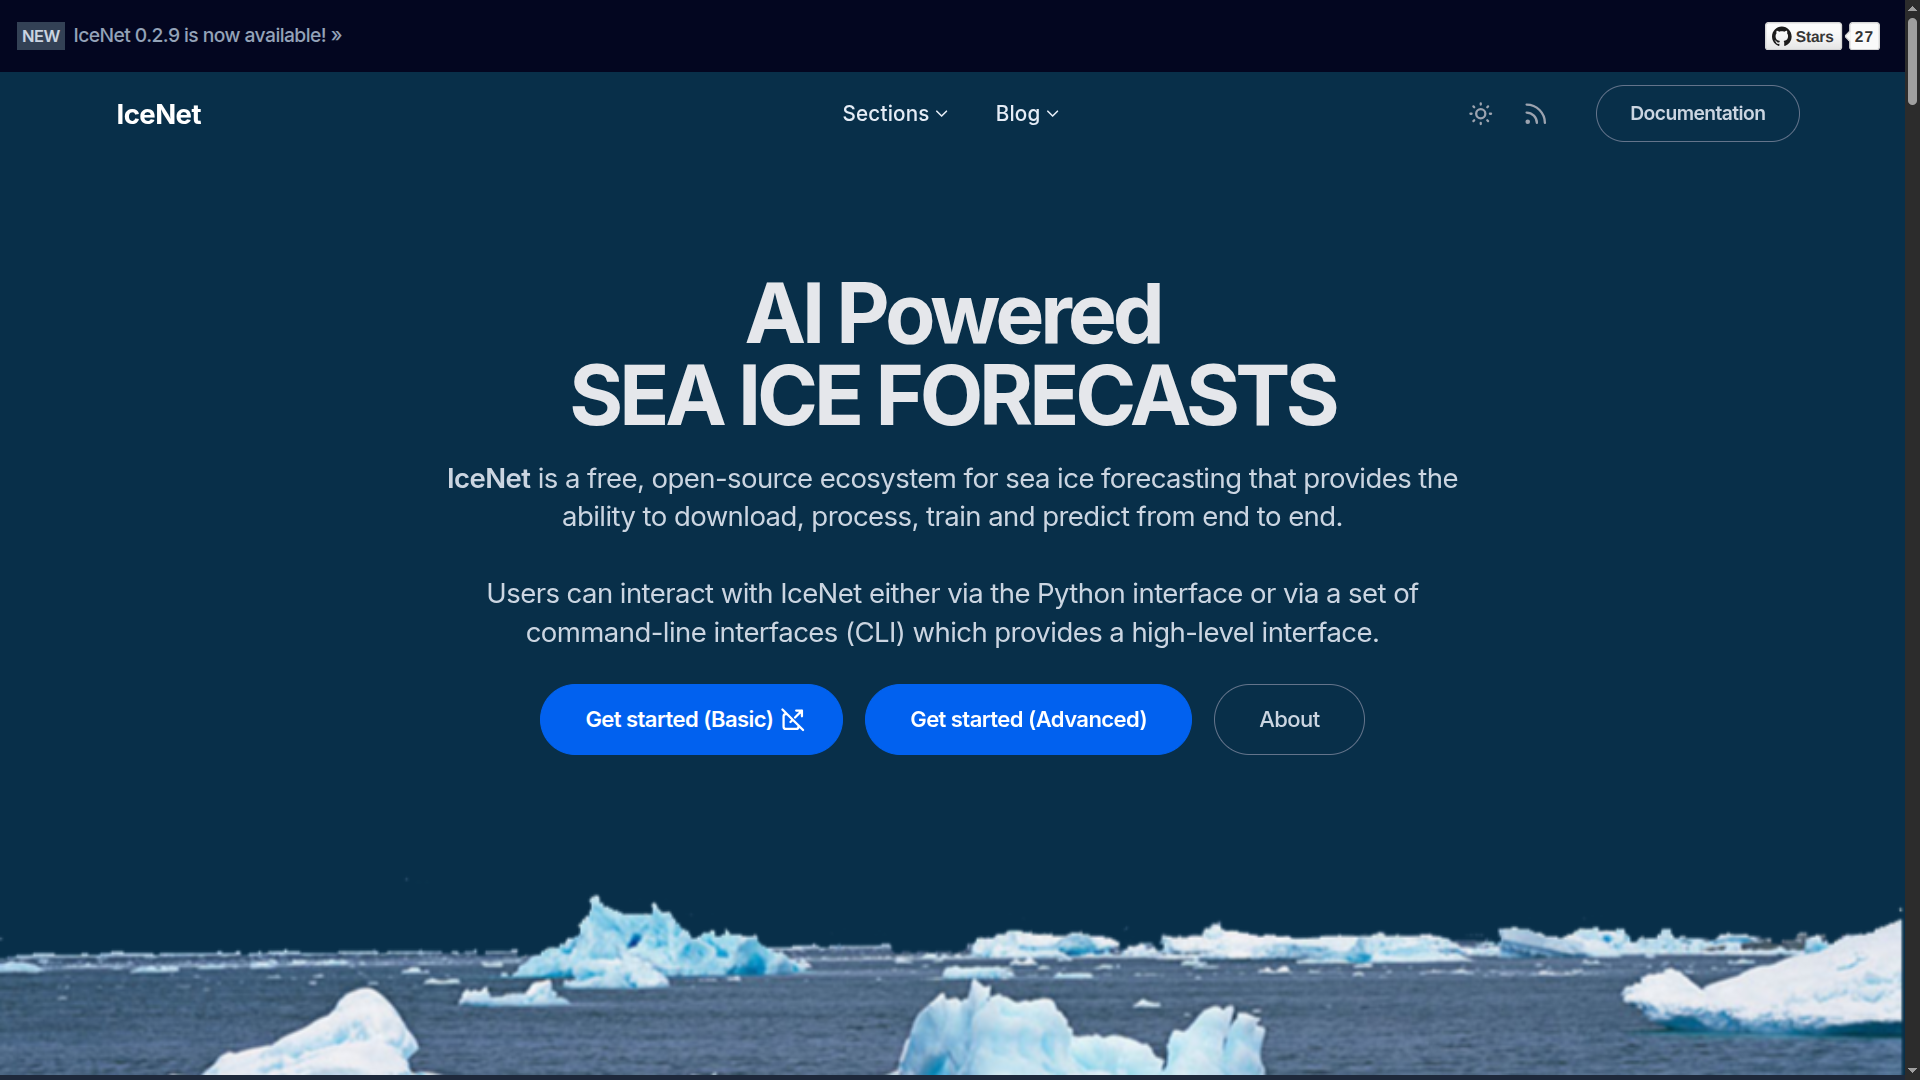 NEW IceNet 0.2.9 is now available! »
Stars 27
IceNet
Sections
Blog
Documentation
AI Powered
SEA ICE FORECASTS
IceNet is a free, open-source ecosystem for sea ice forecasting that provides the
ability to download, process, train and predict from end to end.
Users can interact with IceNet either via the Python interface or via a set of
command-line interfaces (CLI) which provides a high-level interface.
Get started (Basic)
Get started (Advanced)
About